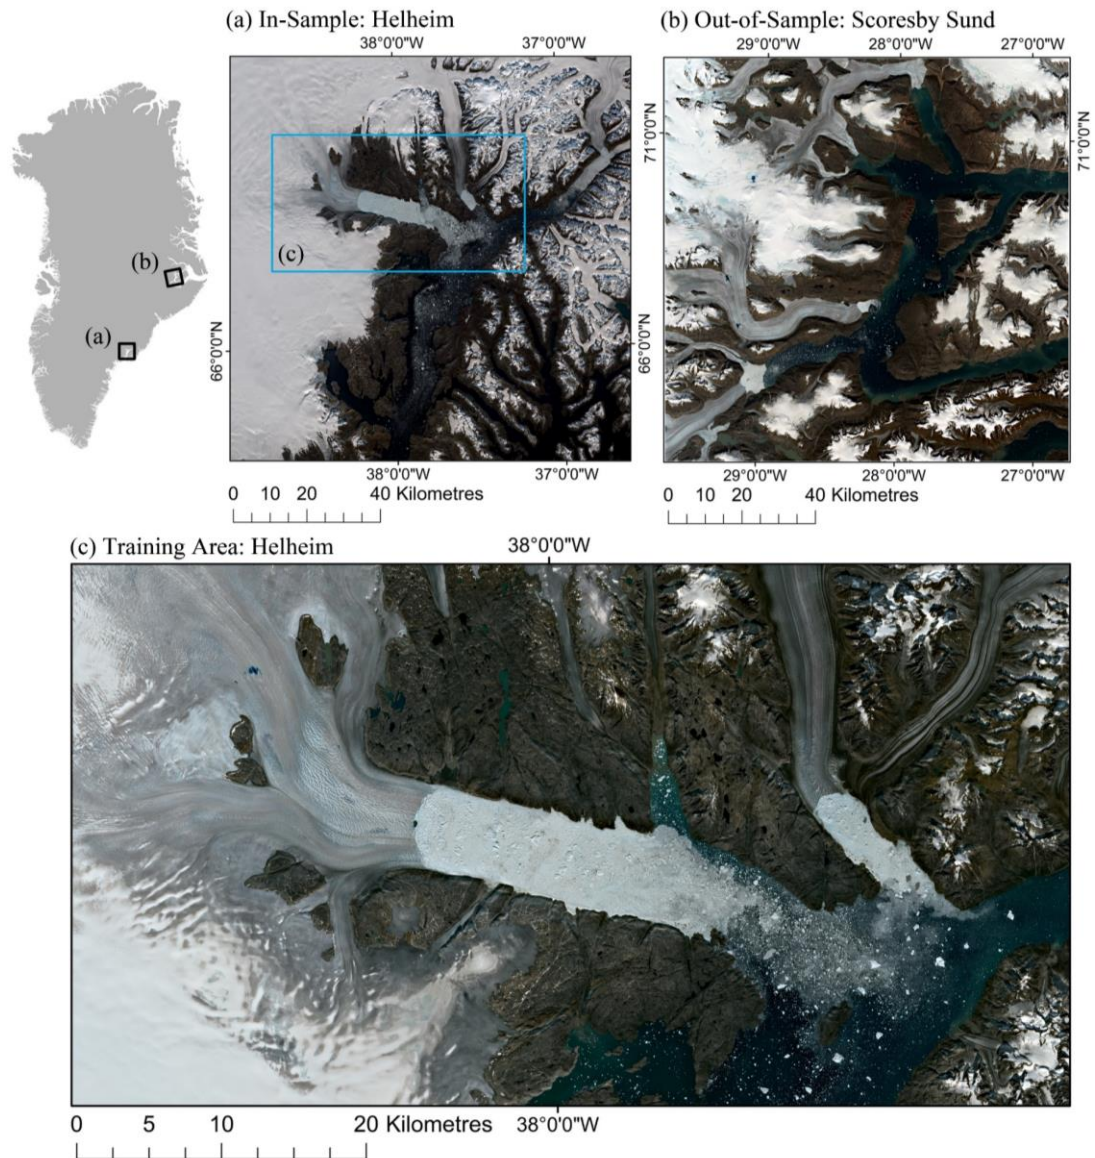 (a) In-Sample: Helheim
(b) Out-of-Sample: Scoresby Sund
38°0'0"W 37°0'0"W
29°0'0"W 28°0'0"W 27°0'0"W
71°0'0"N
71°0'0"N
(c)
(b)
(a)
66°0'0"N
66°0'0"N
38°0'0"W 37°0'0"W
29°0'0"W 28°0'0"W 27°0'0"W
0 10 20 40 Kilometres
0 10 20 40 Kilometres
(c) Training Area: Helheim
38°0'0"W
0 5 10 20 Kilometres
38°0'0"W